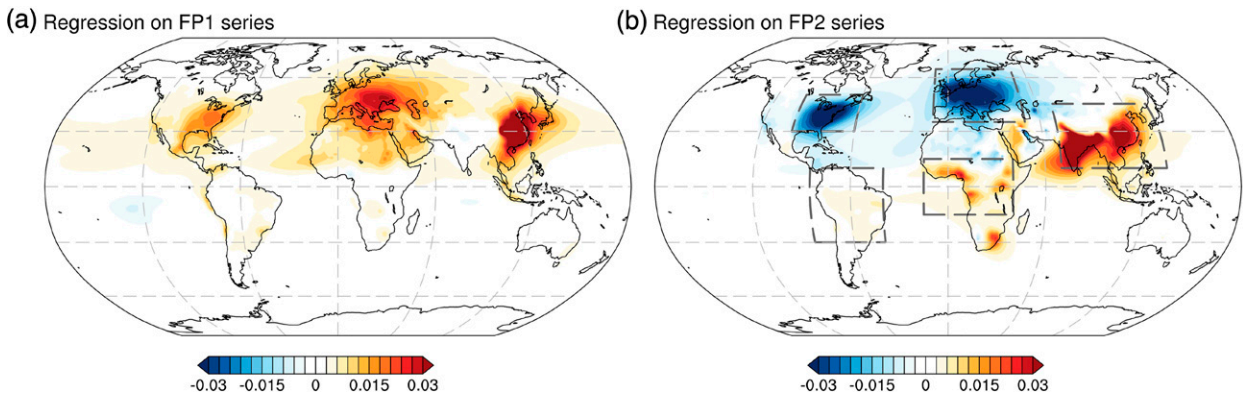 (a) Regression on FP1 series
(b) Regression on FP2 series
-0.03 -0.015 0 0.015 0.03
-0.03 -0.015 0 0.015 0.03